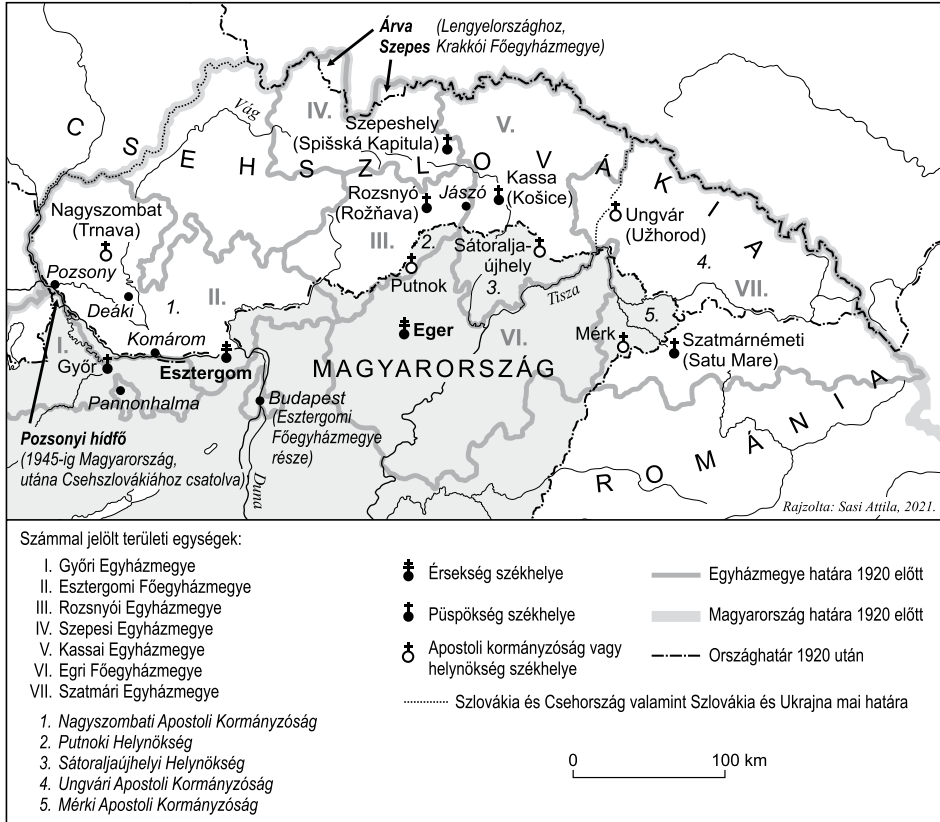 Árva (Lengyelországhoz,
Szepes Krakkói Főegyházmegye)
CSEHSZLOVÁKIA
Vág
IV.
Szepeshely
(Spišská Kapitula)
V.
Kassa
(Košice)
Rozsnyó
(Rožňava)
Jászó
Nagyszombat
(Trnava)
Ungvár
(Užhorod)
III.
2.
Sátoralja-
újhely
4.
Putnok
3.
Tisza
VII.
Pozsony
Deáki
1.
II.
5.
Komárom
Eger
VI.
Mérk
Szatmárnémeti
(Satu Mare)
I.
Győr
Esztergom
MAGYARORSZÁG
Pannonhalma
Budapest
(Esztergomi
Főegyházmegye
része)
ROMÁNIA
Pozsonyi hídfő
(1945-ig Magyarország,
utána Csehszlovákiához csatolva)
Duna
Rajzolta: Sasi Attila, 2021.
Számmal jelölt területi egységek:
I. Győri Egyházmegye
II. Esztergomi Főegyházmegye
III. Rozsnyói Egyházmegye
IV. Szepesi Egyházmegye
V. Kassai Egyházmegye
VI. Egri Főegyházmegye
VII. Szatmári Egyházmegye
1. Nagyszombati Apostoli Kormányzóság
2. Putnoki Helynökség
3. Sátoraljaújhelyi Helynökség
4. Ungvári Apostoli Kormányzóság
5. Mérki Apostoli Kormányzóság
Érsekség székhelye
Püspökség székhelye
Apostoli kormányzóság vagy
helynökség székhelye
Egyházmegye határa 1920 előtt
Magyarország határa 1920 előtt
Országhatár 1920 után
Szlovákia és Csehország valamint Szlovákia és Ukrajna mai határa
0 100 km